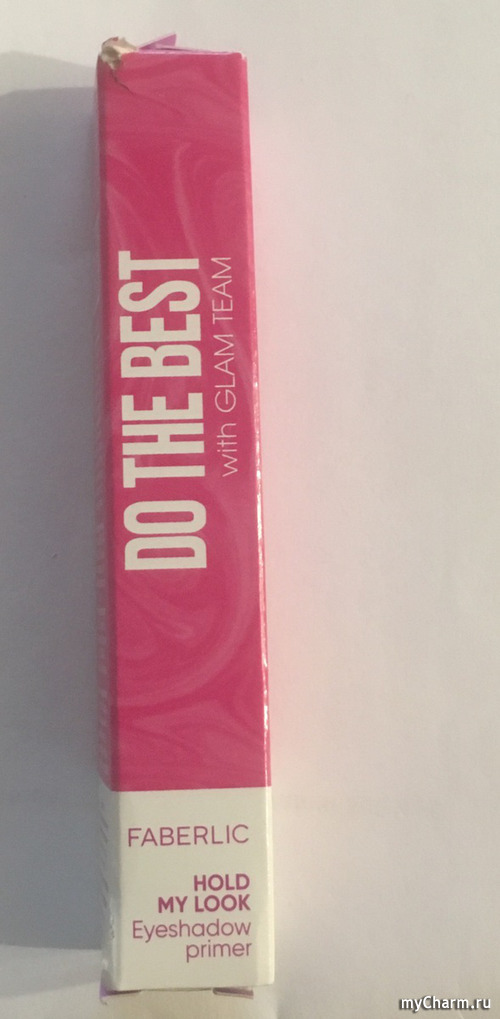 DO THE BEST
with GLAM TEAM
FABERLIC
HOLD
MY LOOK
Eyeshadow
primer
myCharm.ru